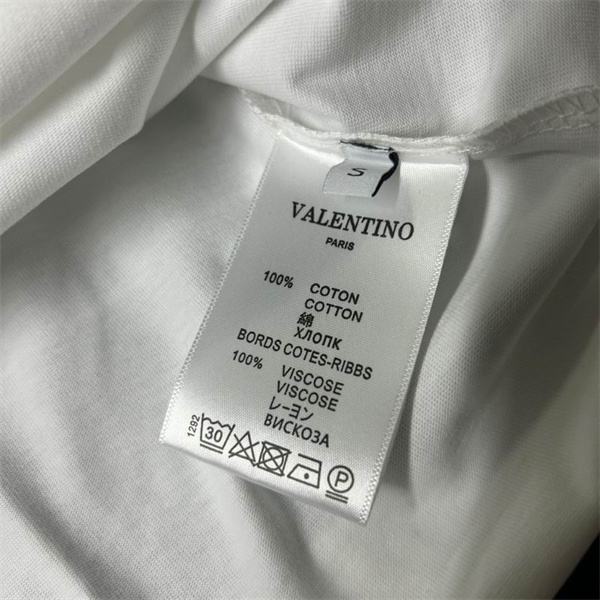 S
VALENTINO
PARIS
100% COTON
COTTON
綿
ХЛОПК
BORDS COTES-RIBBS
100% VISCOSE
VISCOSE
レーヨン
ВИСКОЗА
1292
30
P